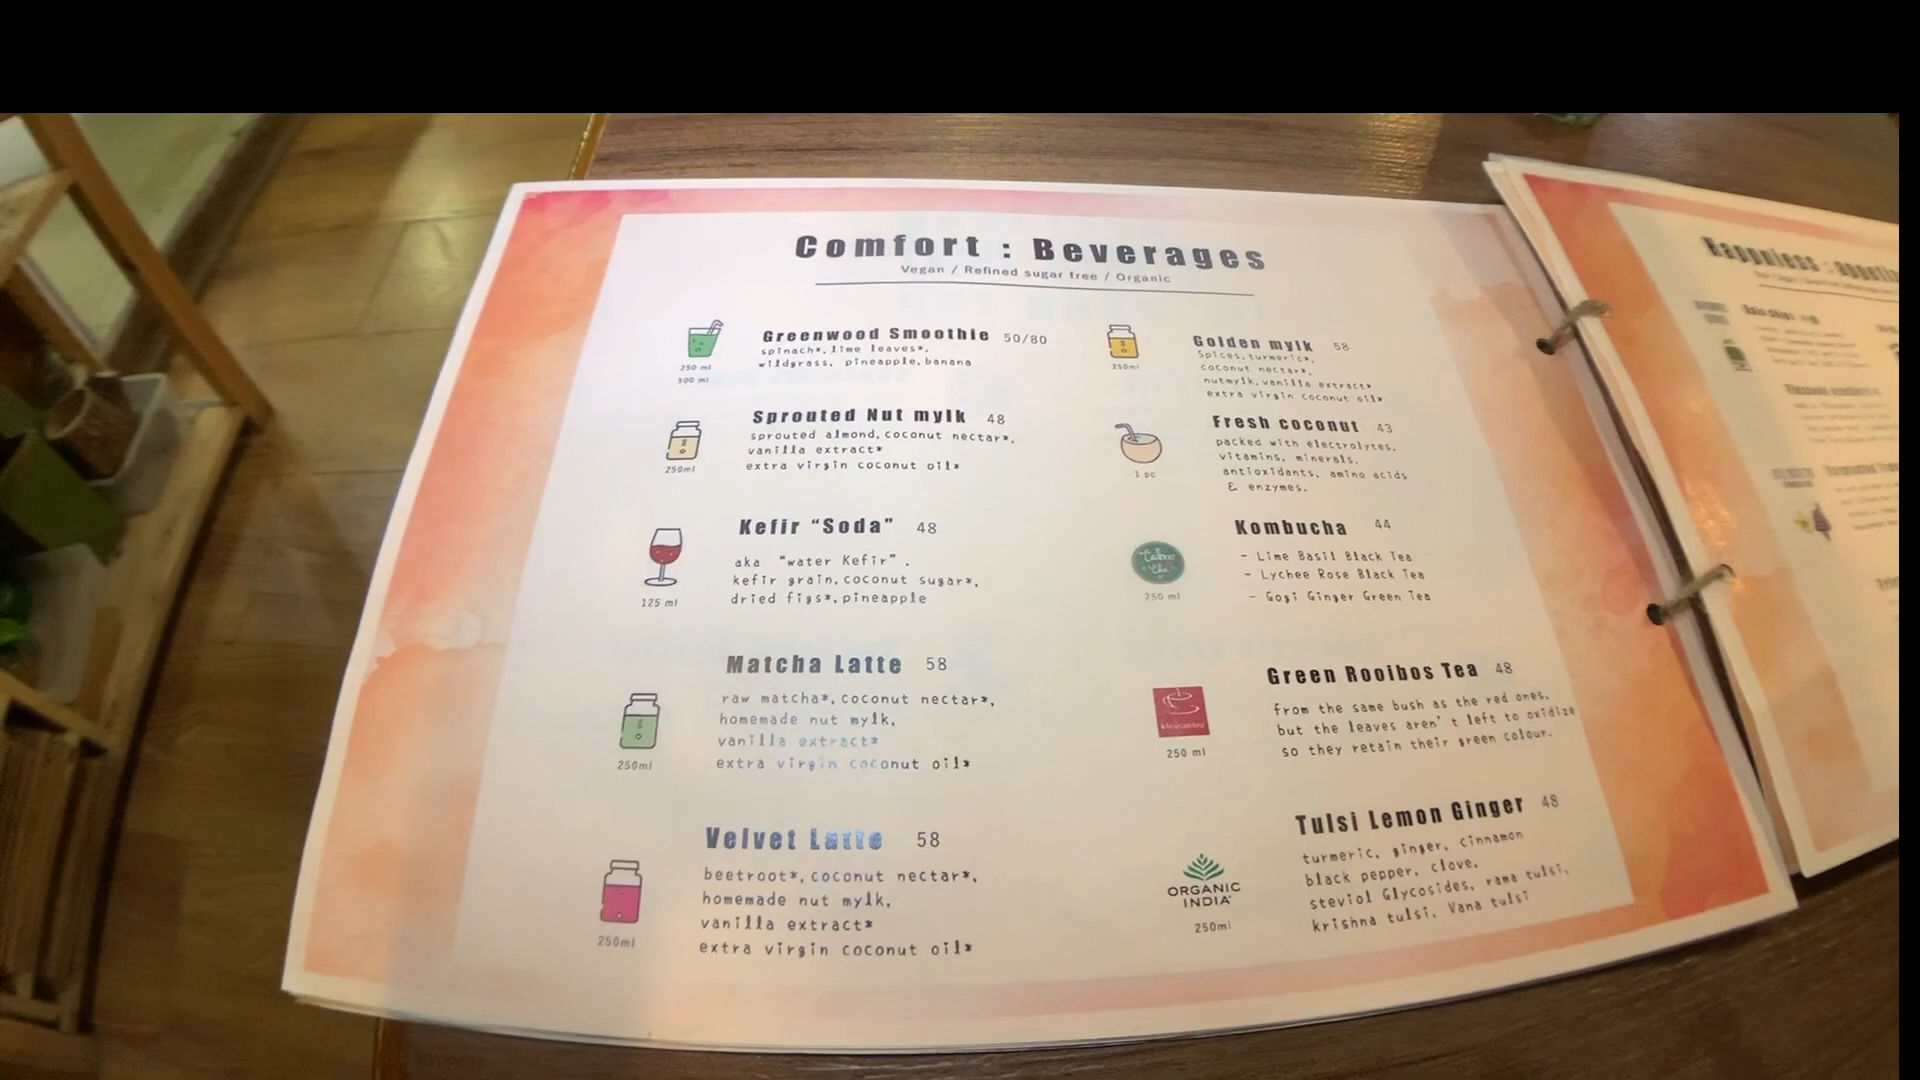 Comfort : Beverages
Vegan / Refined sugar free / Organic
Greenwood Smoothie 50/80
spinach*, lime leaves*,
wildgrass, pineapple, banana
250 ml
500 ml
Sprouted Nut mylk 48
sprouted almond, coconut nectar*,
vanilla extract*
extra virgin coconut oil*
250ml
Kefir “Soda” 48
aka “water Kefir”.
kefir grain, coconut sugar*,
dried figs*, pineapple
125 ml
Matcha Latte 58
raw matcha*, coconut nectar*,
homemade nut mylk,
vanilla extract*
extra virgin coconut oil*
250ml
Velvet Latte 58
beetroot*, coconut nectar*,
homemade nut mylk,
vanilla extract*
extra virgin coconut oil*
250ml
Golden mylk 58
Spices, turmeric*,
coconut nectar*,
nutmylk, vanilla extract*
extra virgin coconut oil*
250ml
Fresh coconut 43
packed with electrolytes,
vitamins, minerals,
antioxidants, amino acids
& enzymes.
1 pc
Kombucha 44
- Lime Basil Black Tea
- Lychee Rose Black Tea
- Gogi Ginger Green Tea
250 ml
Green Rooibos Tea 48
from the same bush as the red ones,
but the leaves aren't left to oxidize
so they retain their green colour.
250 ml
Tulsi Lemon Ginger 48
turmeric, ginger, cinnamon
black pepper, clove,
steviol Glycosides, rama tulsi,
krishna tulsi, Vana tulsi
ORGANIC
INDIA
250ml